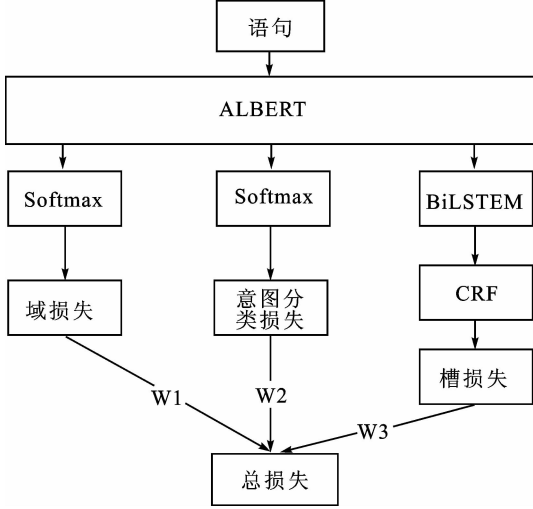 语句
ALBERT
Softmax
Softmax
BiLSTEM
域损失
意图分
类损失
CRF
槽损失
W1
W2
W3
总损失